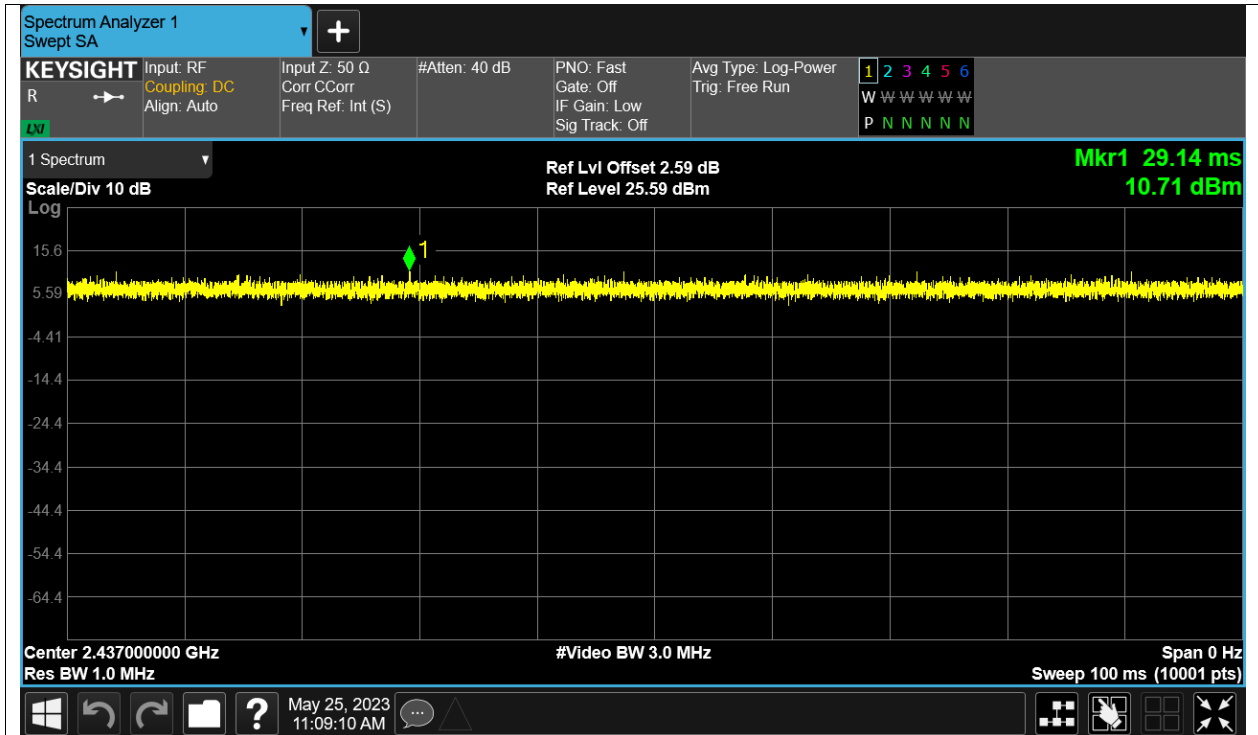 Spectrum Analyzer 1
Swept SA
+
KEYSIGHT
R
LXI
Input: RF
Coupling: DC
Align: Auto
Input Z: 50 Ω
Corr CCorr
Freq Ref: Int (S)
#Atten: 40 dB
PNO: Fast
Gate: Off
IF Gain: Low
Sig Track: Off
Avg Type: Log-Power
Trig: Free Run
1 2 3 4 5 6
W W W W W W
P N N N N N
1 Spectrum
Scale/Div 10 dB
Log
Ref Lvl Offset 2.59 dB
Ref Level 25.59 dBm
Mkr1 29.14 ms
10.71 dBm
1
15.6
5.59
-4.41
-14.4
-24.4
-34.4
-44.4
-54.4
-64.4
Center 2.437000000 GHz
Res BW 1.0 MHz
#Video BW 3.0 MHz
Span 0 Hz
Sweep 100 ms (10001 pts)
?
May 25, 2023
11:09:10 AM